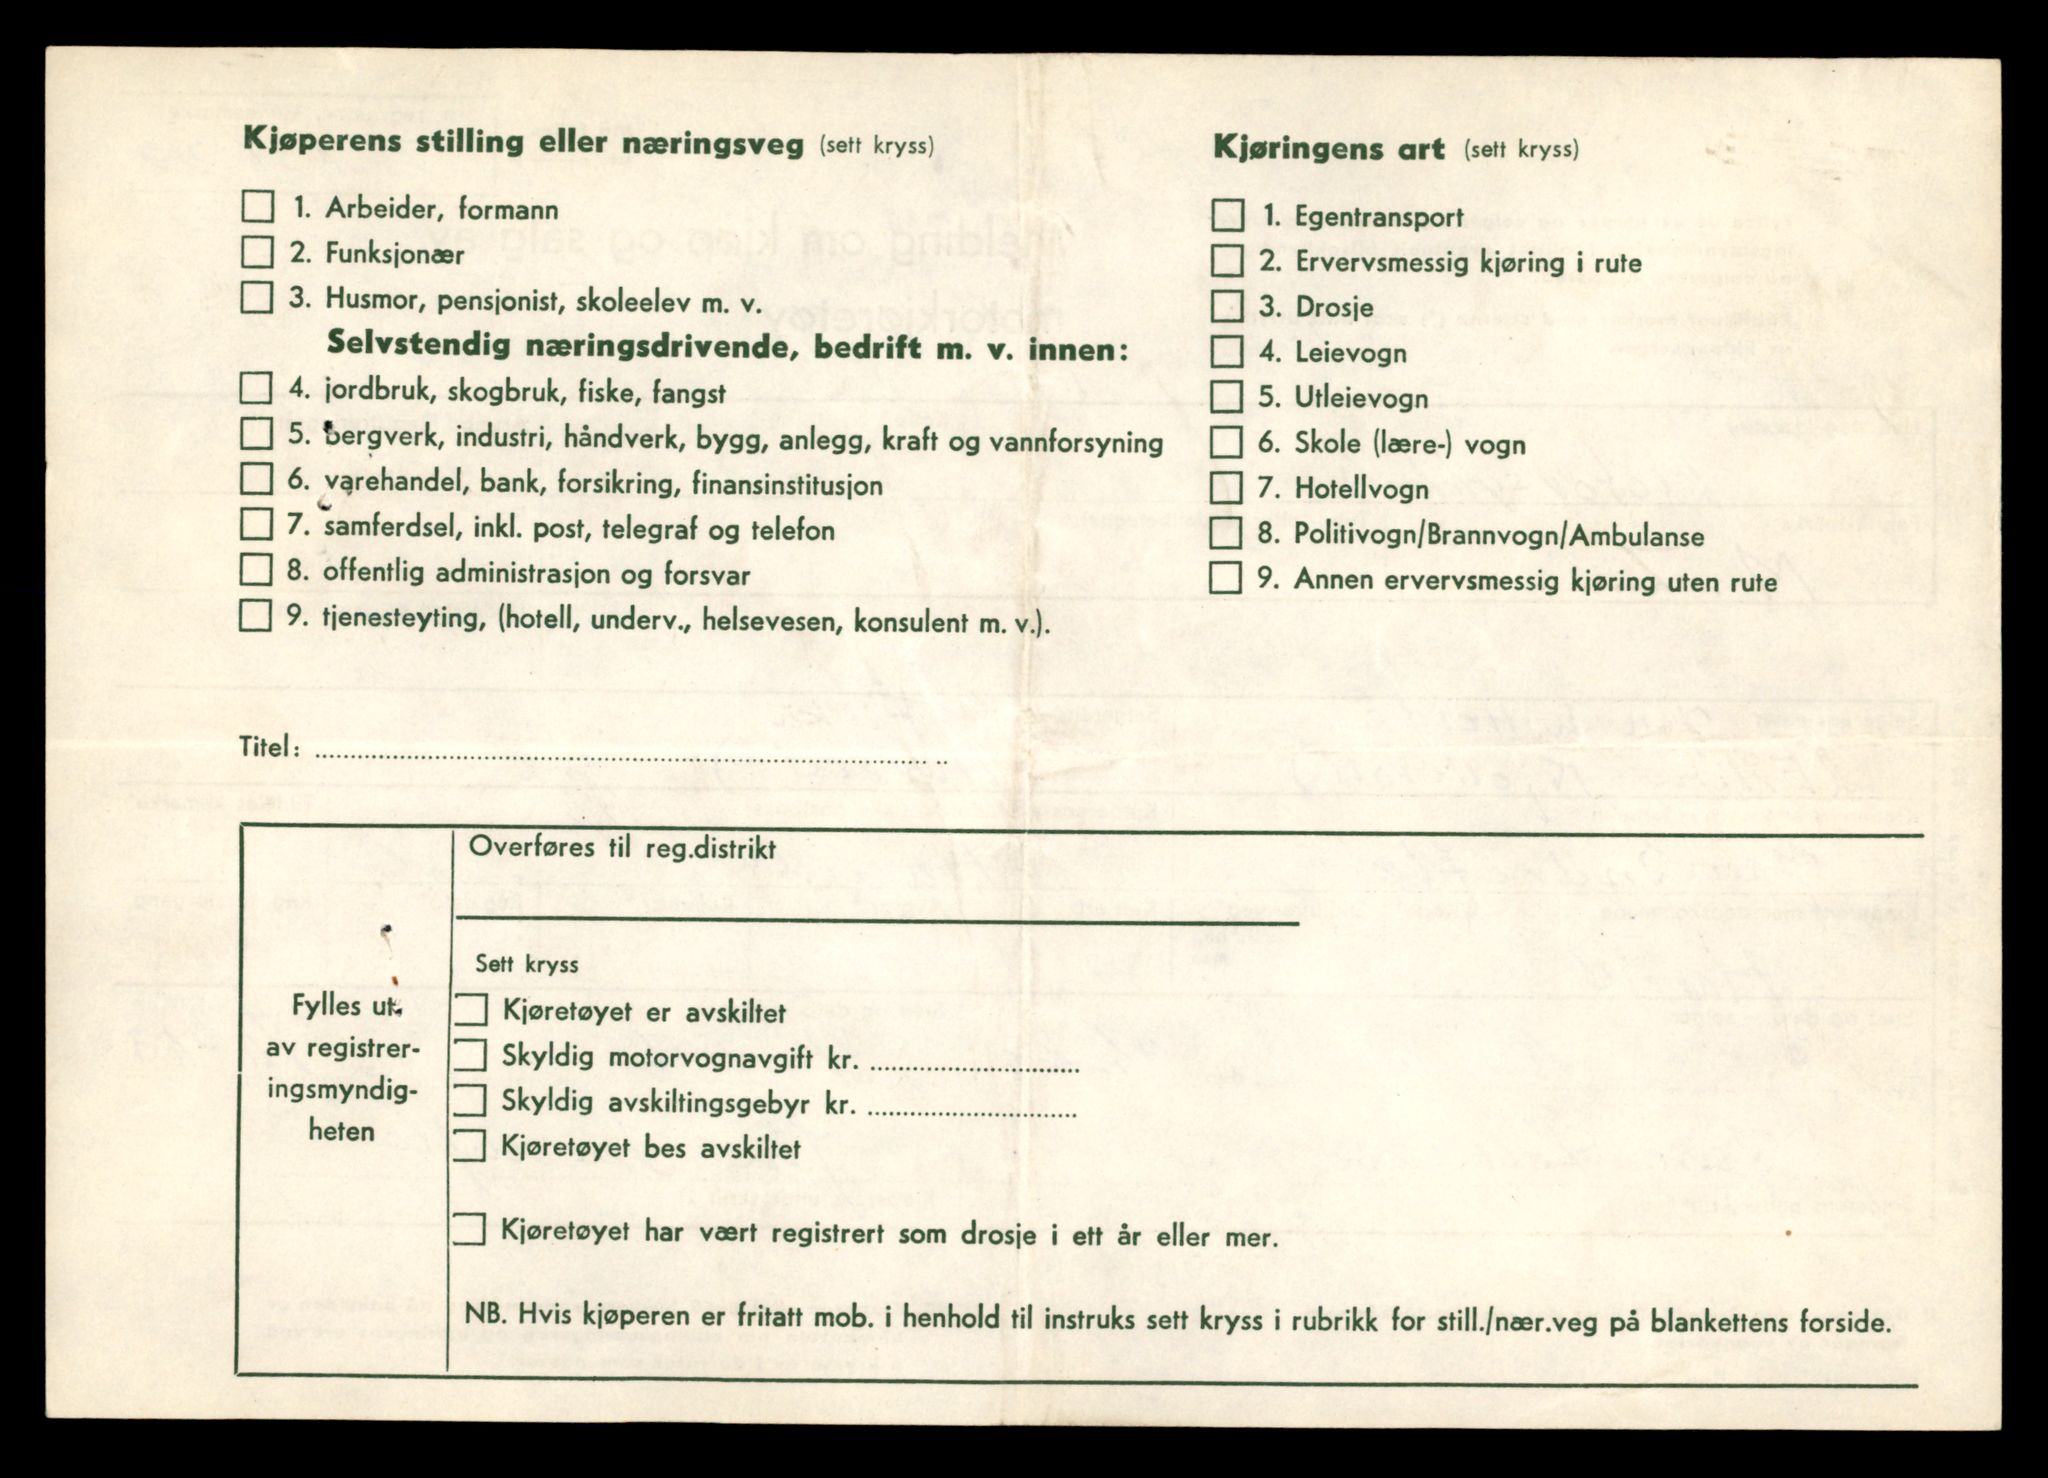 Kjøperens stilling eller næringsveg (sett kryss)
1. Arbeider, formann
2. Funksjonær
3. Husmor, pensjonist, skoleelev m. v.
Selvstendig næringsdrivende, bedrift m. v. innen:
4. jordbruk, skogbruk, fiske, fangst
5. bergverk, industri, håndverk, bygg, anlegg, kraft og vannforsyning
6. varehandel, bank, forsikring, finansinstitusjon
7. samferdsel, inkl. post, telegraf og telefon
8. offentlig administrasjon og forsvar
9. tjenesteyting, (hotell, underv., helsevesen, konsulent m. v.).
Kjøringens art (sett kryss)
1. Egentransport
2. Ervervsmessig kjøring i rute
3. Drosje
4. Leievogn
5. Utleievogn
6. Skole (lære-) vogn
7. Hotellvogn
8. Politivogn/Brannvogn/Ambulanse
9. Annen ervervsmessig kjøring uten rute
Titel:
Fylles ut
av registrer-
ingsmyndig-
heten
Overføres til reg.distrikt
Sett kryss
Kjøretøyet er avskiltet
Skyldig motorvognavgift kr.
Skyldig avskiltingsgebyr kr.
Kjøretøyet bes avskiltet
Kjøretøyet har vært registrert som drosje i ett år eller mer.
NB. Hvis kjøperen er fritatt mob. i henhold til instruks sett kryss i rubrikk for still./nær.veg på blankettens forside.